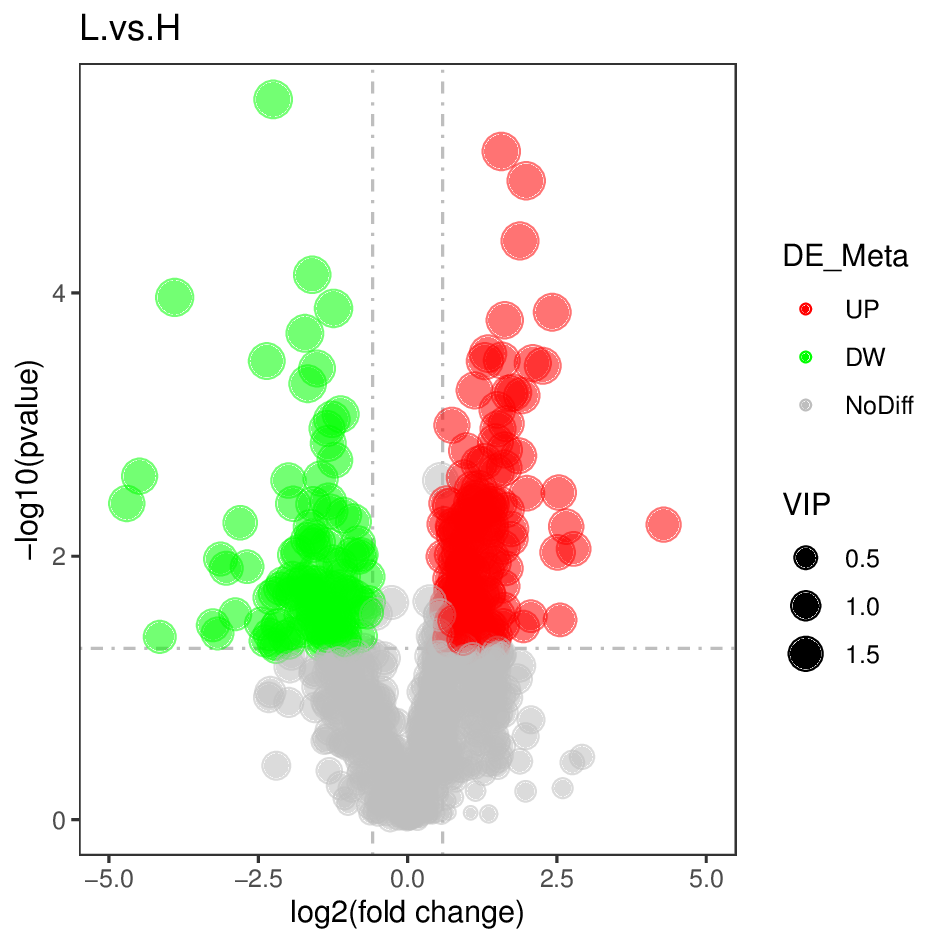 L.vs.H
−log10(pvalue)
4
2
0
−5.0
−2.5
0.0
2.5
5.0
log2(fold change)
DE_Meta
UP
DW
NoDiff
VIP
0.5
1.0
1.5